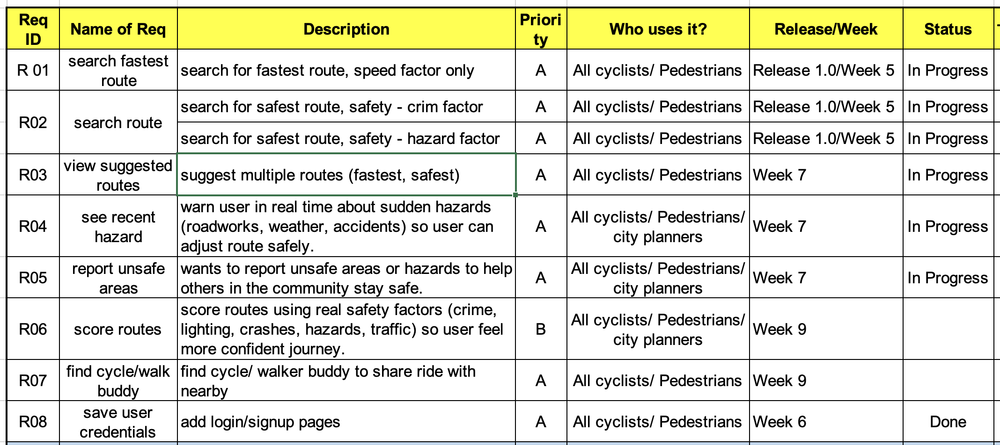 Req ID Name of Req Description Priority Who uses it? Release/Week Status
R 01 search fastest route search for fastest route, speed factor only A All cyclists/ Pedestrians Release 1.0/Week 5 In Progress
R02 search route search for safest route, safety - crim factor A All cyclists/ Pedestrians Release 1.0/Week 5 In Progress
search for safest route, safety - hazard factor A All cyclists/ Pedestrians Release 1.0/Week 5 In Progress
R03 view suggested routes suggest multiple routes (fastest, safest) A All cyclists/ Pedestrians Week 7 In Progress
R04 see recent hazard warn user in real time about sudden hazards (roadworks, weather, accidents) so user can adjust route safely. A All cyclists/ Pedestrians/ city planners Week 7 In Progress
R05 report unsafe areas wants to report unsafe areas or hazards to help others in the community stay safe. A All cyclists/ Pedestrians/ city planners Week 7 In Progress
R06 score routes score routes using real safety factors (crime, lighting, crashes, hazards, traffic) so user feel more confident journey. B All cyclists/ Pedestrians/ city planners Week 9
R07 find cycle/walk buddy find cycle/ walker buddy to share ride with nearby A All cyclists/ Pedestrians Week 9
R08 save user credentials add login/signup pages A All cyclists/ Pedestrians Week 6 Done